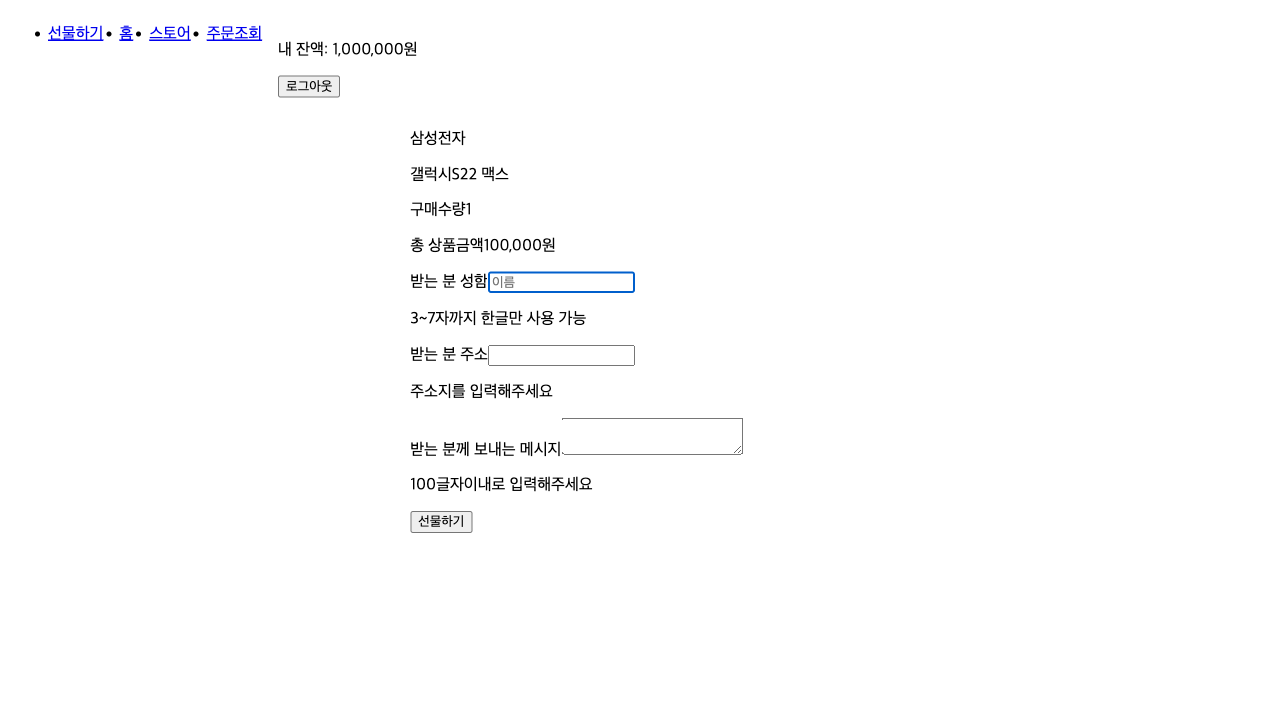 선물하기 홈 스토어 주문조회
내 잔액: 1,000,000원
로그아웃
삼성전자
갤럭시S22 맥스
구매수량1
총 상품금액100,000원
받는 분 성함 이름
3~7자까지 한글만 사용 가능
받는 분 주소
주소지를 입력해주세요
받는 분께 보내는 메시지
100글자이내로 입력해주세요
선물하기